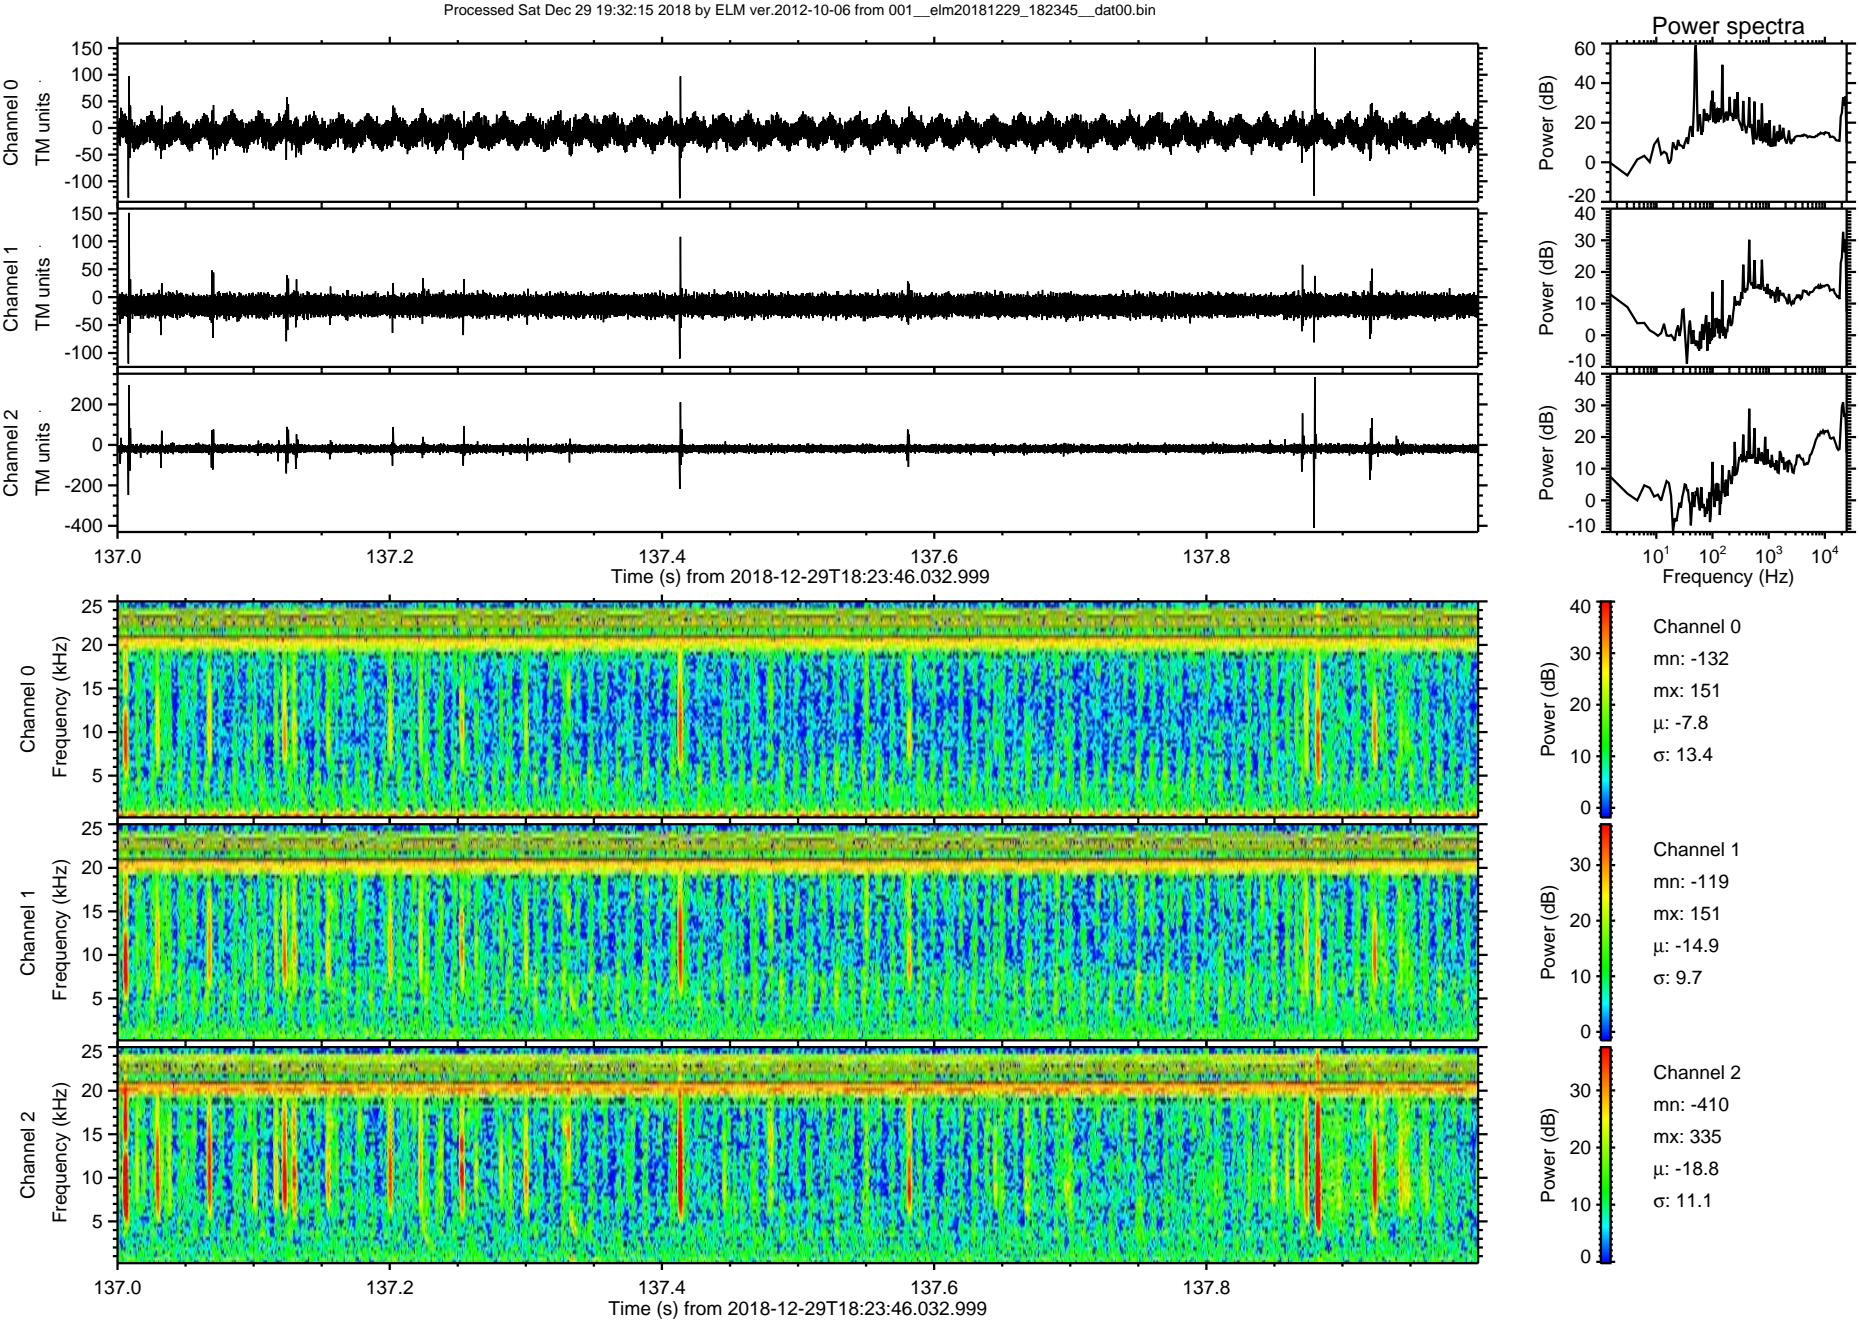 Processed Sat Dec 29 19:32:15 2018 by ELM ver.2012-10-06 from 001__elm20181229_182345__dat00.bin
Power spectra
Channel 0
TM units
150
100
50
0
-50
-100
Power (dB)
60
40
20
0
-20
Channel 1
TM units
150
100
50
0
-50
-100
Power (dB)
40
30
20
10
0
-10
Channel 2
TM units
200
0
-200
-400
Power (dB)
40
30
20
10
0
-10
137.0 137.2 137.4 137.6 137.8
Time (s) from 2018-12-29T18:23:46.032.999
10^1 10^2 10^3 10^4
Frequency (Hz)
Channel 0
Frequency (kHz)
25
20
15
10
5
Power (dB)
40
30
20
10
0
Channel 0
mn: -132
mx: 151
μ: -7.8
σ: 13.4
Channel 1
Frequency (kHz)
25
20
15
10
5
Power (dB)
30
20
10
0
Channel 1
mn: -119
mx: 151
μ: -14.9
σ: 9.7
Channel 2
Frequency (kHz)
25
20
15
10
5
Power (dB)
30
20
10
0
Channel 2
mn: -410
mx: 335
μ: -18.8
σ: 11.1
137.0 137.2 137.4 137.6 137.8
Time (s) from 2018-12-29T18:23:46.032.999